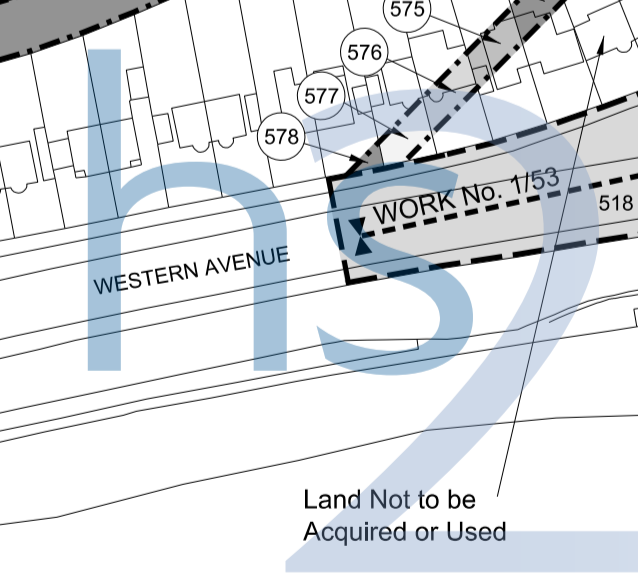 575
576
577
578
WORK No. 1/53
518
WESTERN AVENUE
hs2
Land Not to be
Acquired or Used